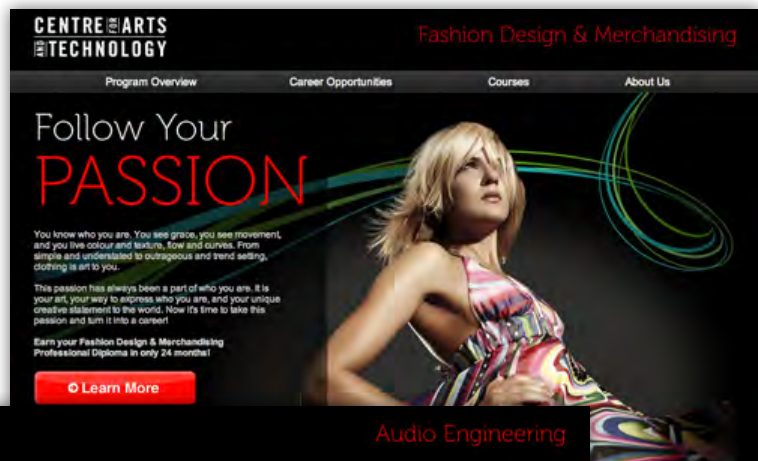 CENTRE FOR ARTS
AND TECHNOLOGY
Fashion Design & Merchandising
Program Overview Career Opportunities Courses About Us
Follow Your
PASSION
You know who you are. You see grace, you see movement,
and you live colour and texture, flow and curves. From
simple and understated to outrageous and trend setting,
clothing is art to you.
This passion has always been a part of who you are. It is
your art, your way to express who you are, and your unique
creative statement to the world. Now it's time to take this
passion and turn it into a career!
Earn your Fashion Design & Merchandising
Professional Diploma in only 24 months!
Learn More
Audio Engineering